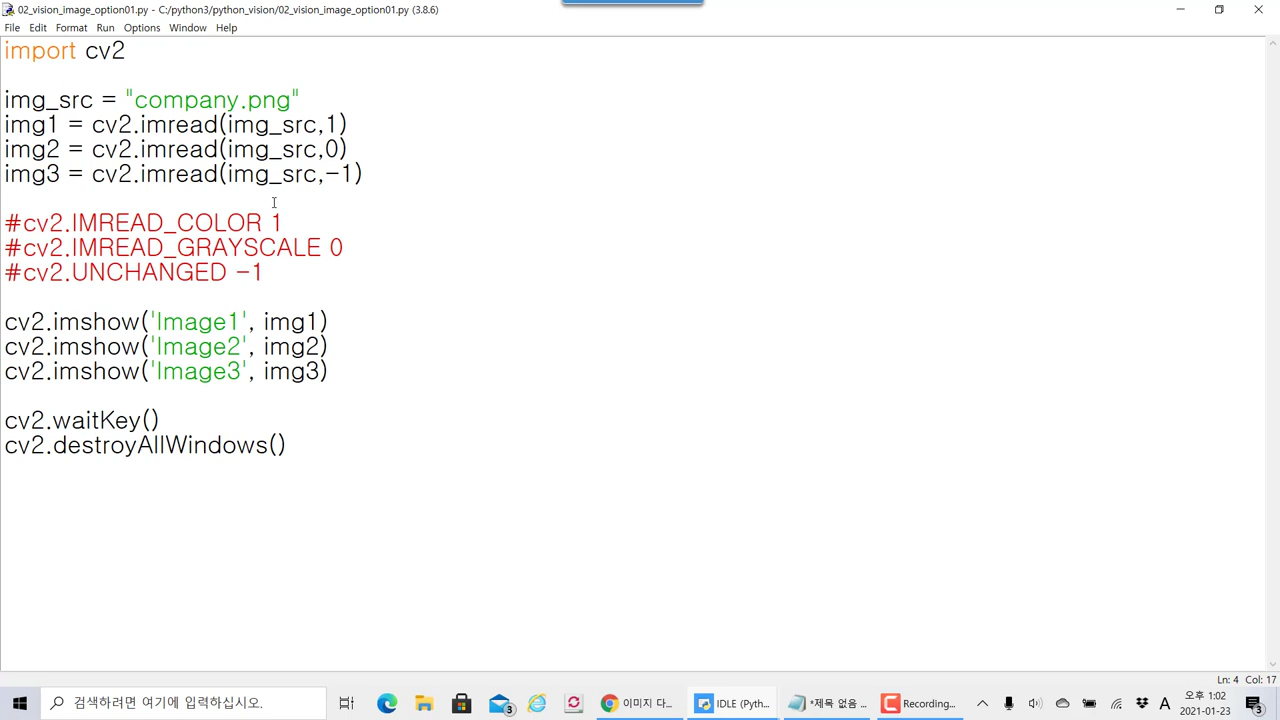 02_vision_image_option01.py - C:/python3/python_vision/02_vision_image_option01.py (3.8.6)
File Edit Format Run Options Window Help
import cv2
img_src = "company.png"
img1 = cv2.imread(img_src,1)
img2 = cv2.imread(img_src,0)
img3 = cv2.imread(img_src,-1)
#cv2.IMREAD_COLOR 1
#cv2.IMREAD_GRAYSCALE 0
#cv2.UNCHANGED -1
cv2.imshow('Image1', img1)
cv2.imshow('Image2', img2)
cv2.imshow('Image3', img3)
cv2.waitKey()
cv2.destroyAllWindows()
Ln: 4 Col: 17
검색하려면 여기에 입력하십시오.
3
이미지 다...
IDLE (Pyth...
*제목 없음 ...
Recording...
A
오후 1:02
2021-01-23
3